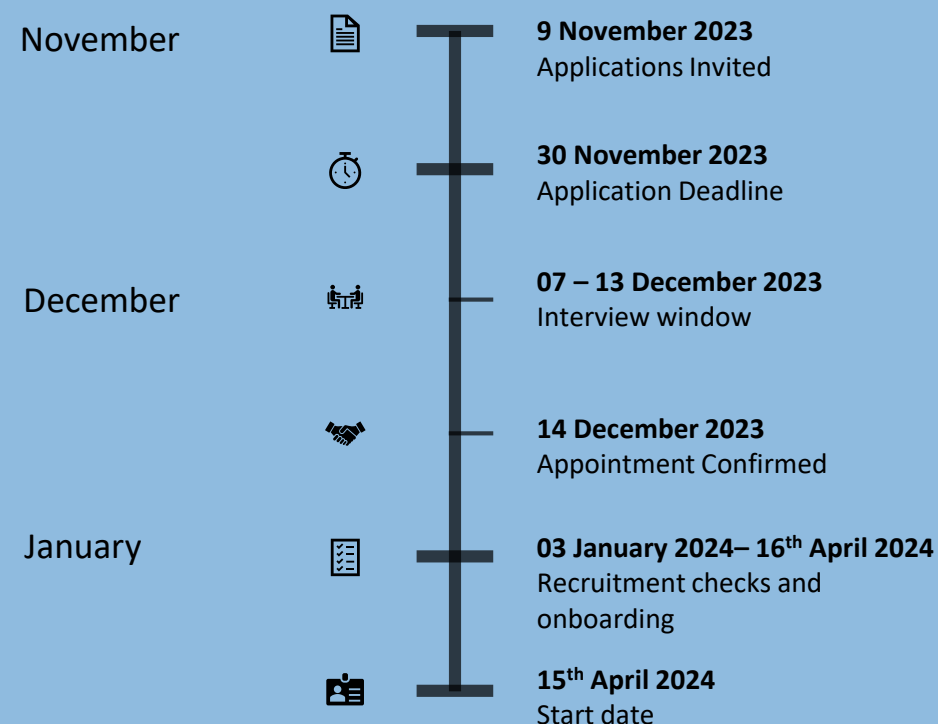 November
9 November 2023
Applications Invited
30 November 2023
Application Deadline
December
07 – 13 December 2023
Interview window
14 December 2023
Appointment Confirmed
January
03 January 2024– 16th April 2024
Recruitment checks and
onboarding
15th April 2024
Start date